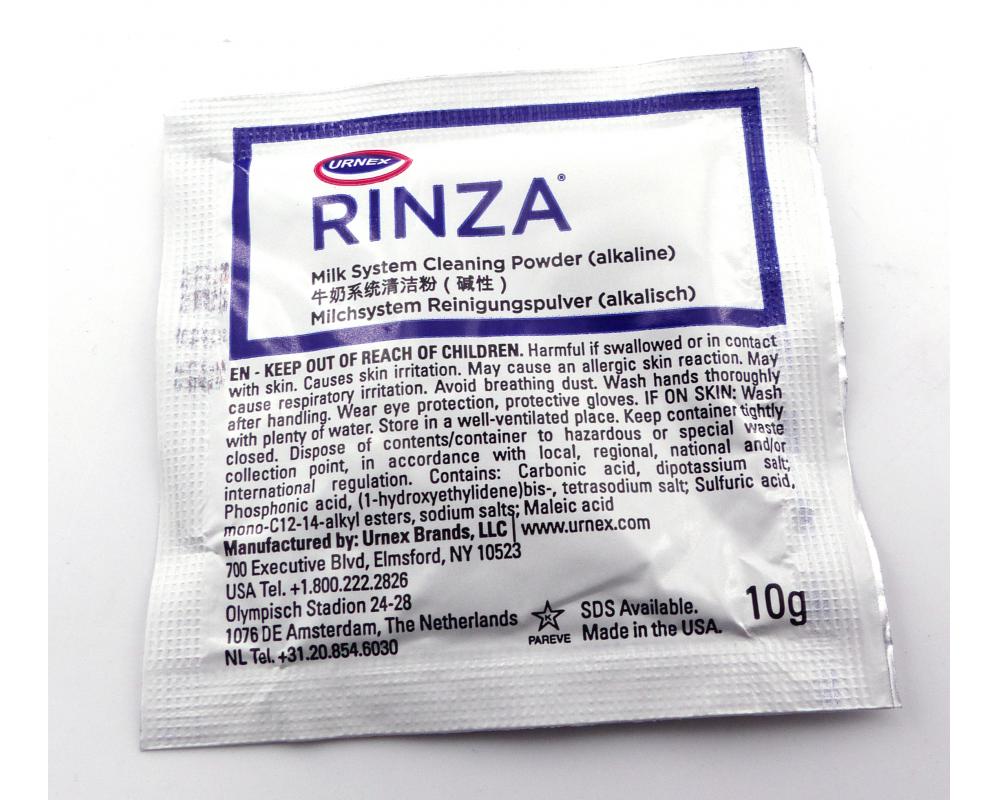 URNEX
RINZA®
Milk System Cleaning Powder (alkaline)
牛奶系统清洁粉（碱性）
Milchsystem Reinigungspulver (alkalisch)
EN - KEEP OUT OF REACH OF CHILDREN. Harmful if swallowed or in contact
with skin. Causes skin irritation. May cause an allergic skin reaction. May
cause respiratory irritation. Avoid breathing dust. Wash hands thoroughly
after handling. Wear eye protection, protective gloves. IF ON SKIN: Wash
with plenty of water. Store in a well-ventilated place. Keep container tightly
closed. Dispose of contents/container to hazardous or special waste
collection point, in accordance with local, regional, national and/or
international regulation. Contains: Carbonic acid, dipotassium salt;
Phosphonic acid, (1-hydroxyethylidene)bis-, tetrasodium salt; Sulfuric acid,
mono-C12-14-alkyl esters, sodium salts; Maleic acid
Manufactured by: Urnex Brands, LLC | www.urnex.com
700 Executive Blvd, Elmsford, NY 10523
USA Tel. +1.800.222.2826
Olympisch Stadion 24-28
1076 DE Amsterdam, The Netherlands
NL Tel. +31.20.854.6030
K
PAREVE
SDS Available.
Made in the USA.
10g